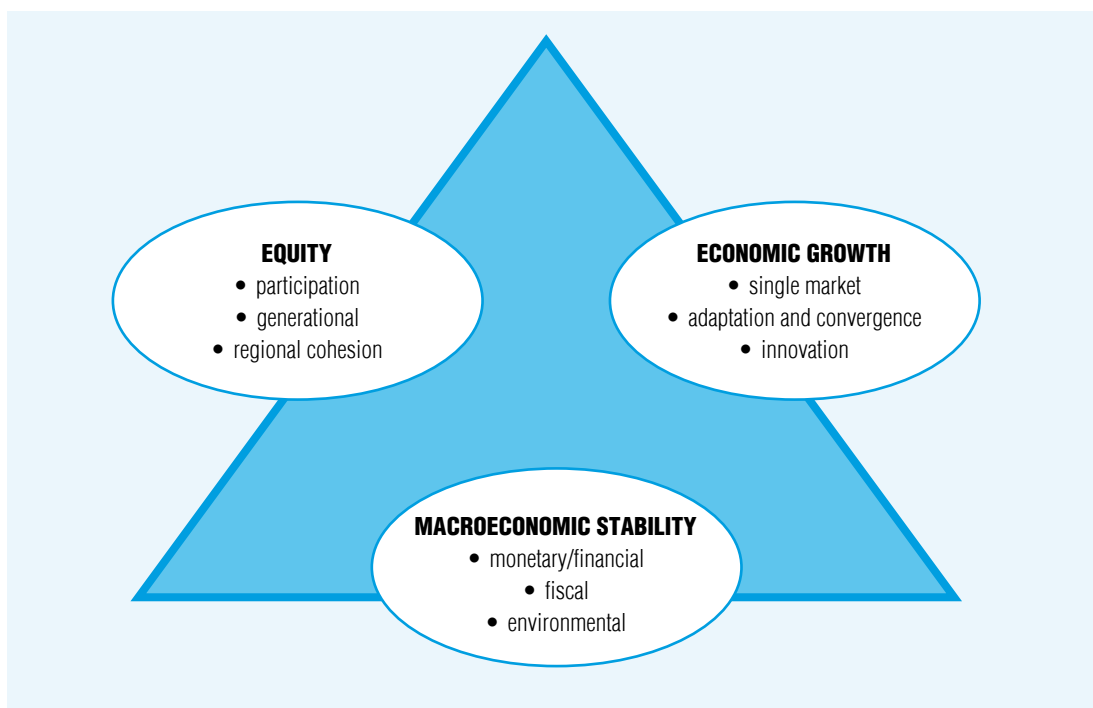 EQUITY
• participation
• generational
• regional cohesion
ECONOMIC GROWTH
• single market
• adaptation and convergence
• innovation
MACROECONOMIC STABILITY
• monetary/financial
• fiscal
• environmental